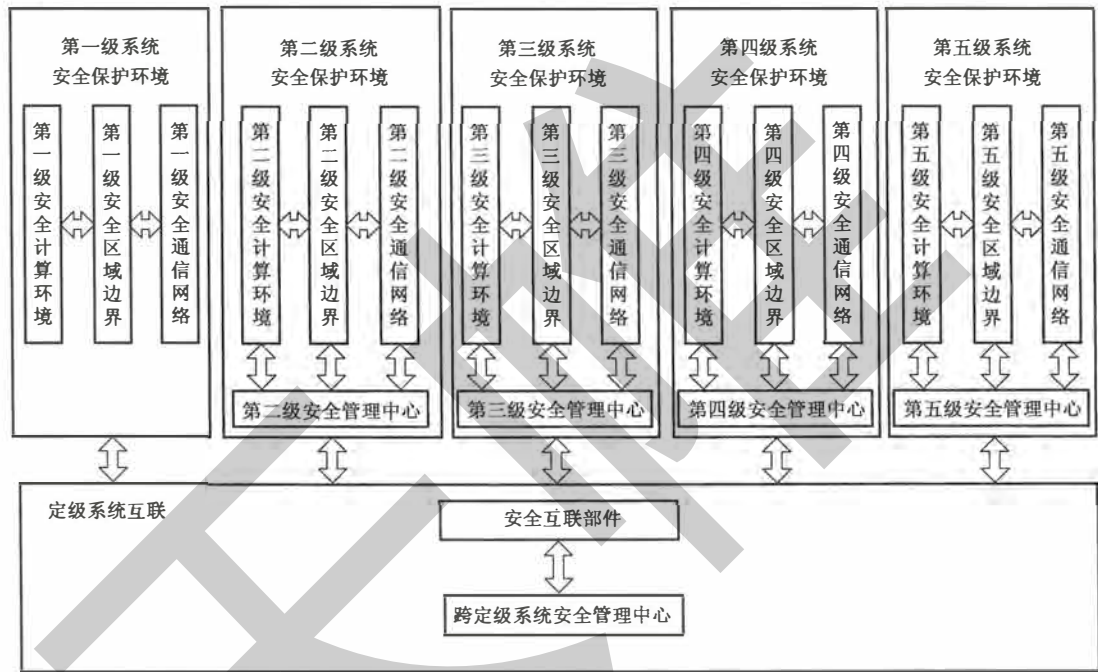 第一级系统
安全保护环境
第一级安全计算环境
第一级安全区域边界
第一级安全通信网络
第二级系统
安全保护环境
第二级安全计算环境
第二级安全区域边界
第二级安全通信网络
第二级安全管理中心
第三级系统
安全保护环境
第三级安全计算环境
第三级安全区域边界
第三级安全通信网络
第三级安全管理中心
第四级系统
安全保护环境
第四级安全计算环境
第四级安全区域边界
第四级安全通信网络
第四级安全管理中心
第五级系统
安全保护环境
第五级安全计算环境
第五级安全区域边界
第五级安全通信网络
第五级安全管理中心
定级系统互联
安全互联部件
跨定级系统安全管理中心